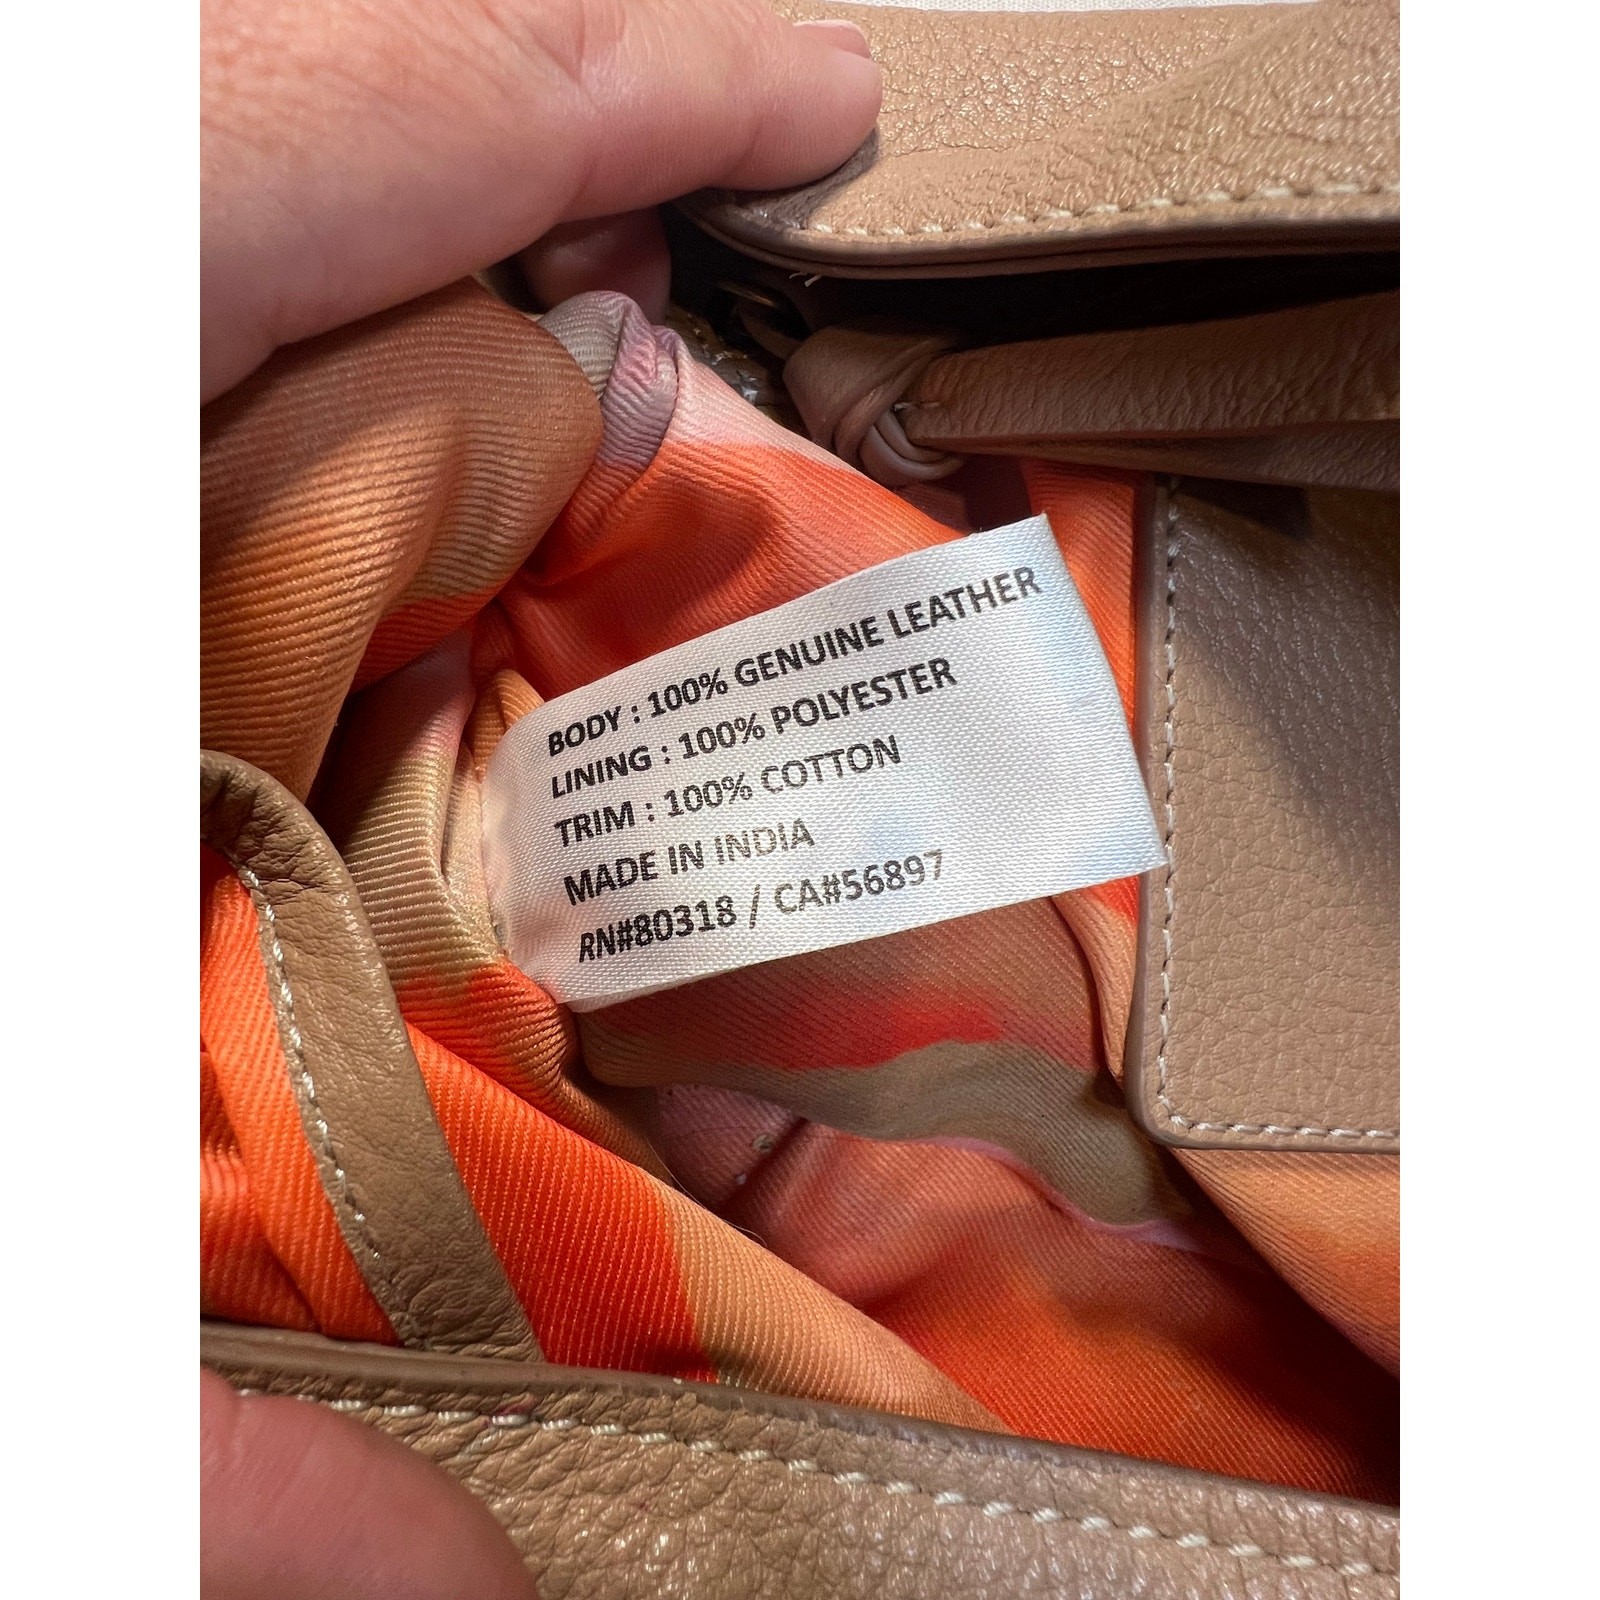 BODY : 100% GENUINE LEATHER
LINING : 100% POLYESTER
TRIM : 100% COTTON
MADE IN INDIA
RN#80318 / CA#56897